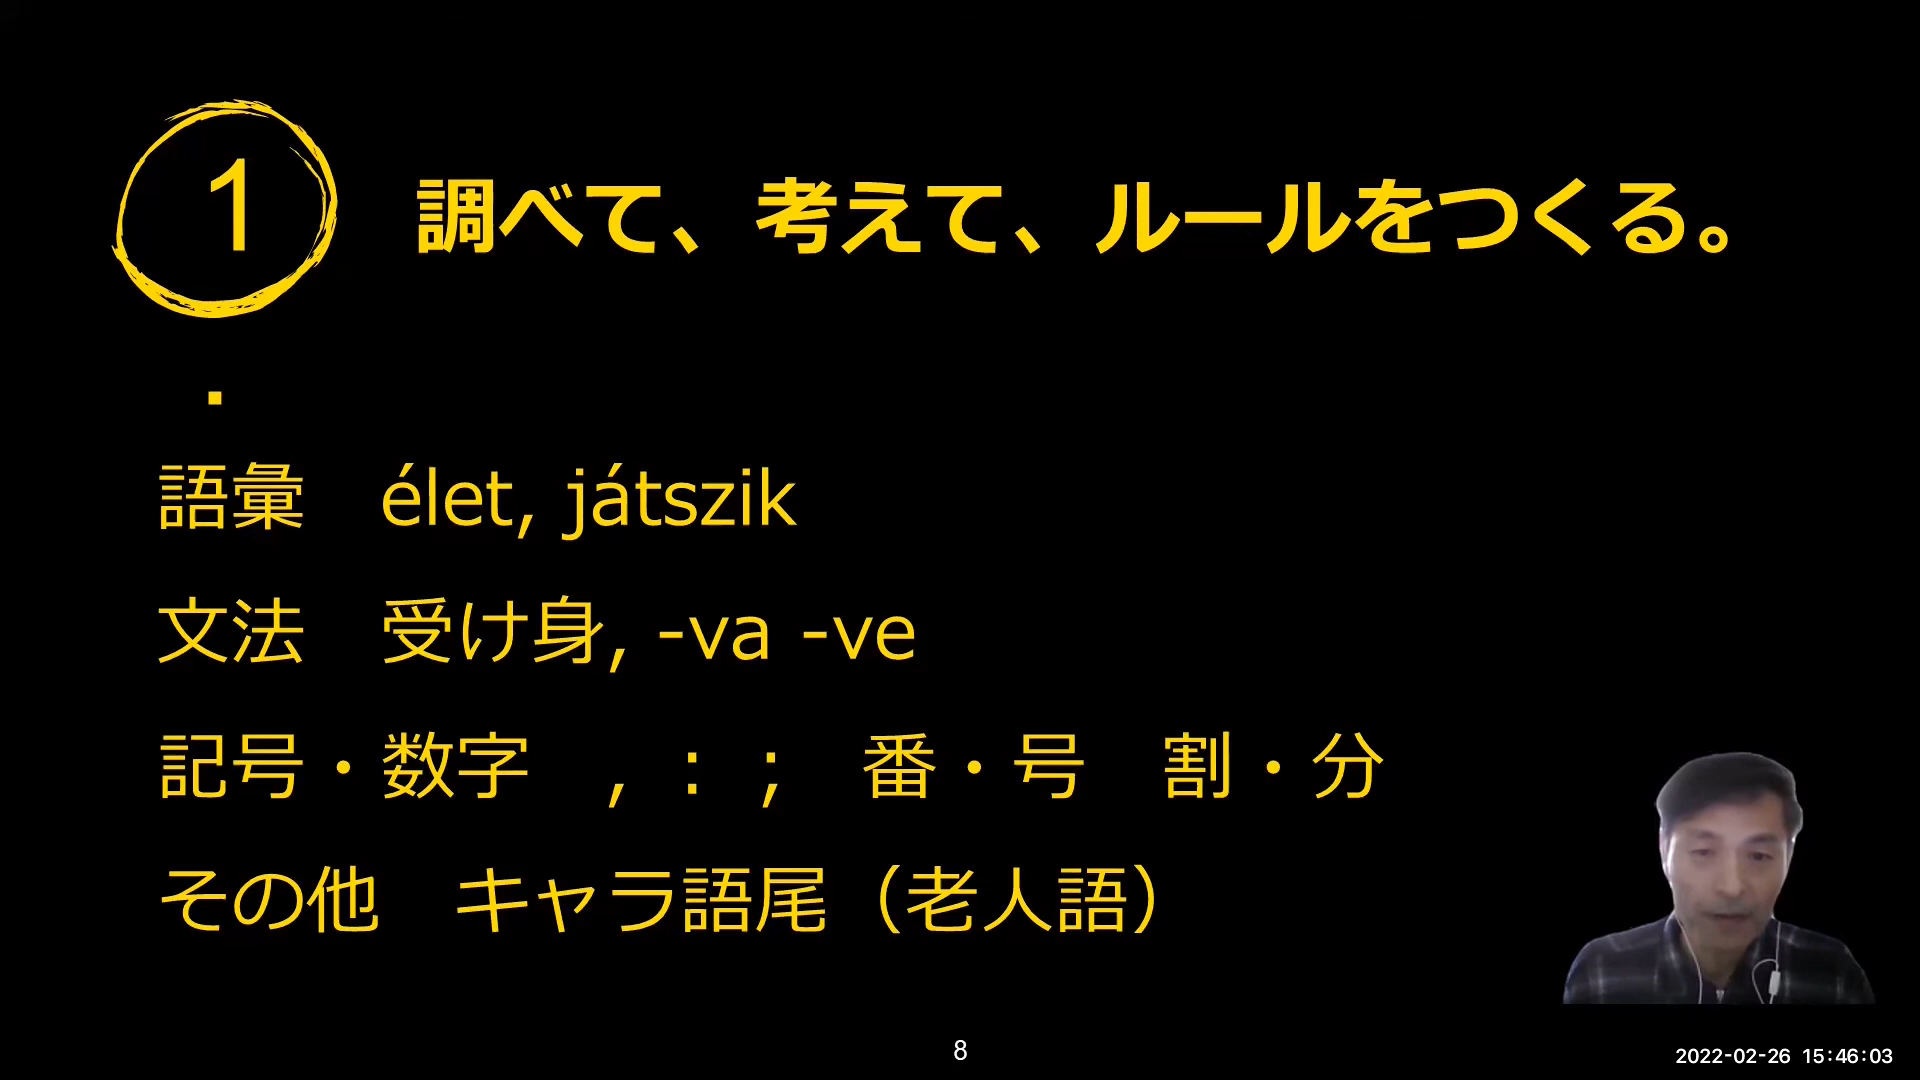 1 調べて、考えて、ルールをつくる。
.
語彙 élet, játszik
文法 受け身, -va -ve
記号・数字 , : ; 番・号 割・分
その他 キャラ語尾（老人語）
8
2022-02-26 15:46:03